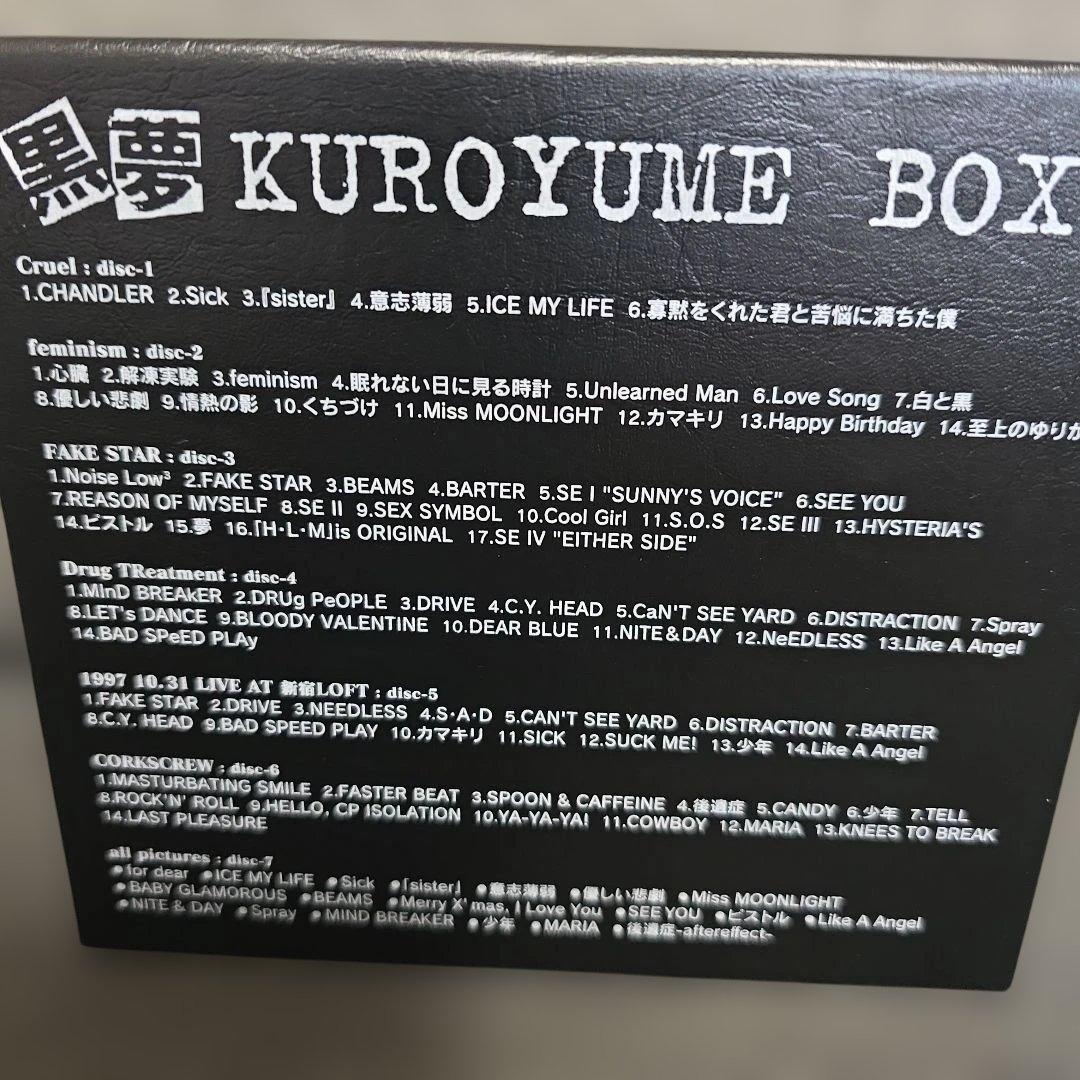 黒夢 KUROYUME BOX
Cruel : disc-1
1.CHANDLER 2.Sick 3.『sister』 4.意志薄弱 5.ICE MY LIFE 6.寡黙をくれた君と苦悩に満ちた僕
feminism : disc-2
1.心臓 2.解凍実験 3.feminism 4.眠れない日に見る時計 5.Unlearned Man 6.Love Song 7.白と黒
8.優しい悲劇 9.情熱の影 10.くちづけ 11.Miss MOONLIGHT 12.カマキリ 13.Happy Birthday 14.至上のゆりか
FAKE STAR : disc-3
1.Noise Low³ 2.FAKE STAR 3.BEAMS 4.BARTER 5.SE I "SUNNY'S VOICE" 6.SEE YOU
7.REASON OF MYSELF 8.SE II 9.SEX SYMBOL 10.Cool Girl 11.S.O.S 12.SE III 13.HYSTERIA'S
14.ピストル 15.夢 16.「H・L・M」is ORIGINAL 17.SE IV "EITHER SIDE"
Drug TReatment : disc-4
1.MInD BREAkER 2.DRUg PeOPLE 3.DRIVE 4.C.Y. HEAD 5.CaN'T SEE YARD 6.DISTRACTION 7.Spray
8.LET's DANCE 9.BLOODY VALENTINE 10.DEAR BLUE 11.NITE&DAY 12.NeEDLESS 13.Like A Angel
14.BAD SPeED PLAy
1997 10.31 LIVE AT 新宿LOFT : disc-5
1.FAKE STAR 2.DRIVE 3.NEEDLESS 4.S・A・D 5.CAN'T SEE YARD 6.DISTRACTION 7.BARTER
8.C.Y. HEAD 9.BAD SPEED PLAY 10.カマキリ 11.SICK 12.SUCK ME! 13.少年 14.Like A Angel
CORKSCREW : disc-6
1.MASTURBATING SMILE 2.FASTER BEAT 3.SPOON & CAFFEINE 4.後遺症 5.CANDY 6.少年 7.TELL
8.ROCK'N' ROLL 9.HELLO, CP ISOLATION 10.YA-YA-YA! 11.COWBOY 12.MARIA 13.KNEES TO BREAK
14.LAST PLEASURE
all pictures : disc-7
●for dear ●ICE MY LIFE ●Sick ●「sister」 ●意志薄弱 ●優しい悲劇 ●Miss MOONLIGHT
●BABY GLAMOROUS ●BEAMS ●Merry X'mas, I Love You ●SEE YOU ●ピストル ●Like A Angel
●NITE & DAY ●Spray ●MIND BREAKER ●少年 ●MARIA ●後遺症-aftereffect-